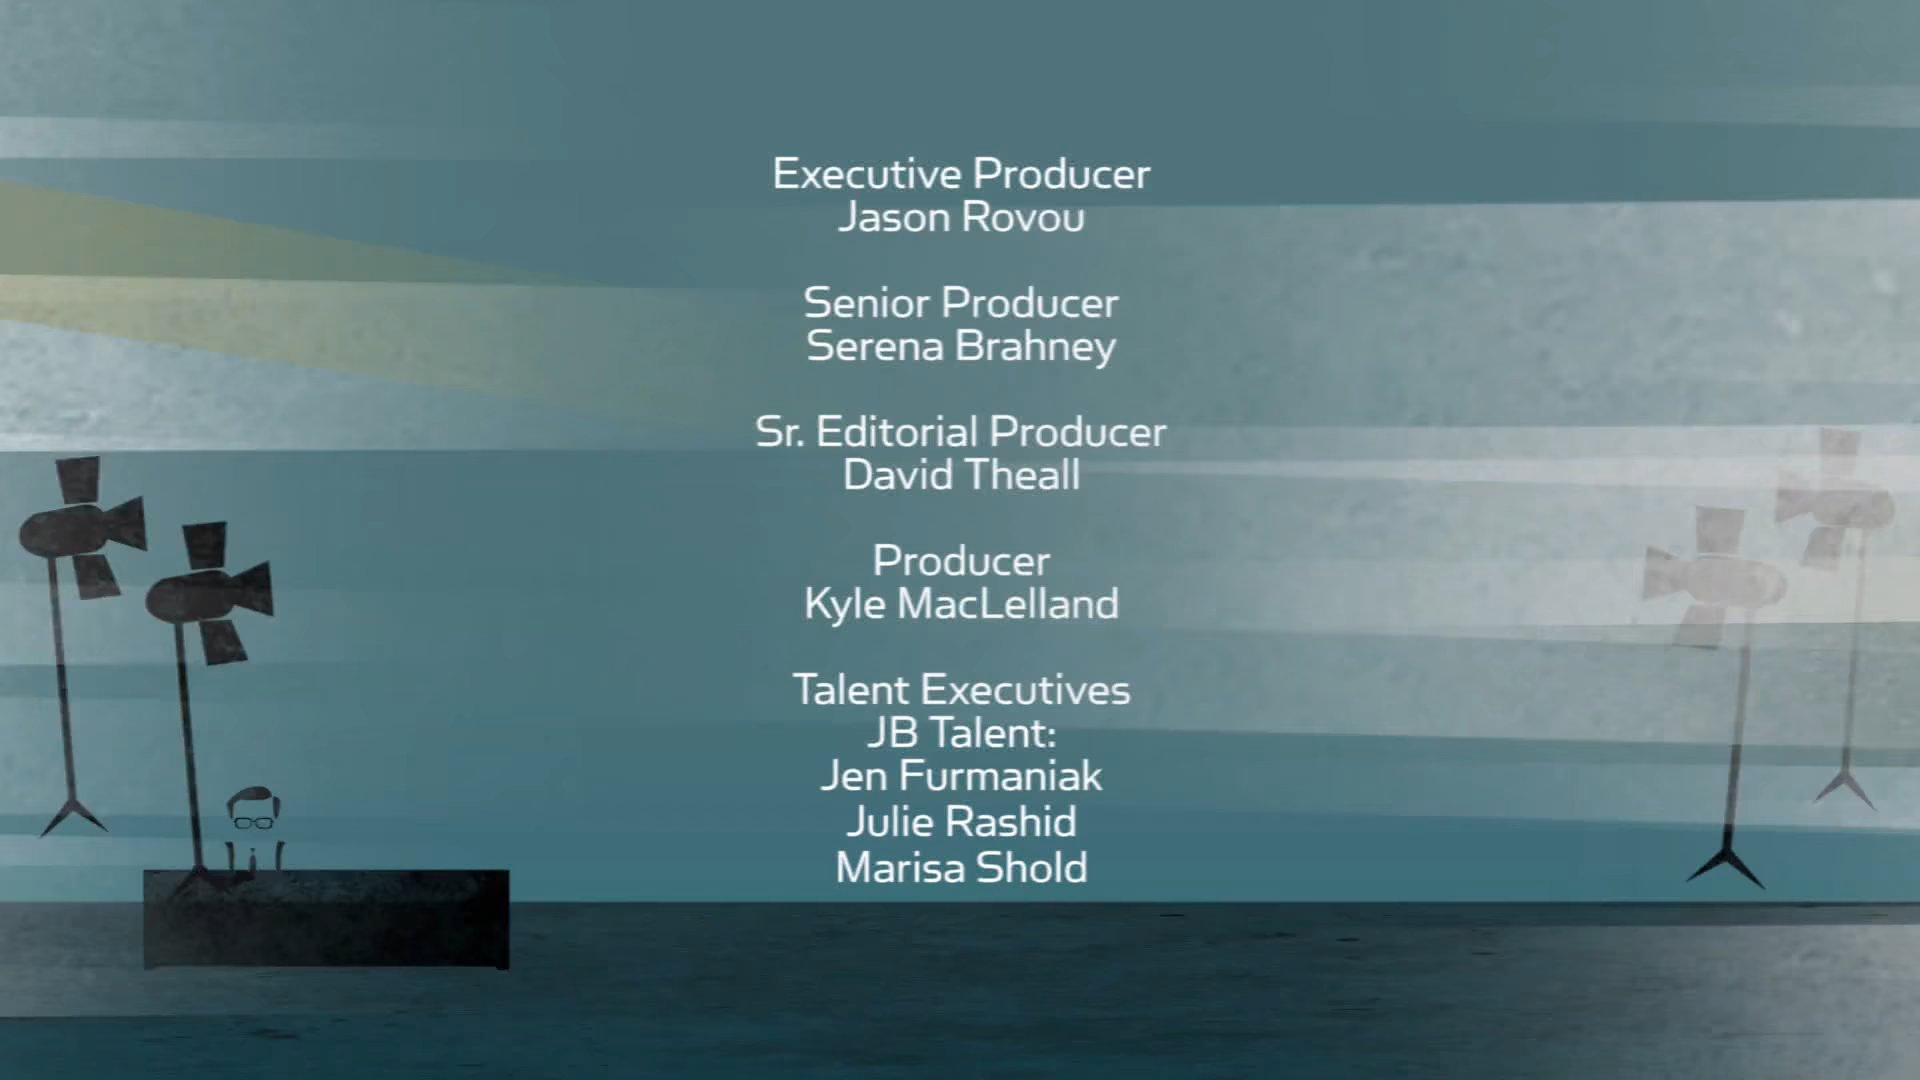 Executive Producer
Jason Rovou
Senior Producer
Serena Brahney
Sr. Editorial Producer
David Theall
Producer
Kyle MacLelland
Talent Executives
JB Talent:
Jen Furmaniak
Julie Rashid
Marisa Shold